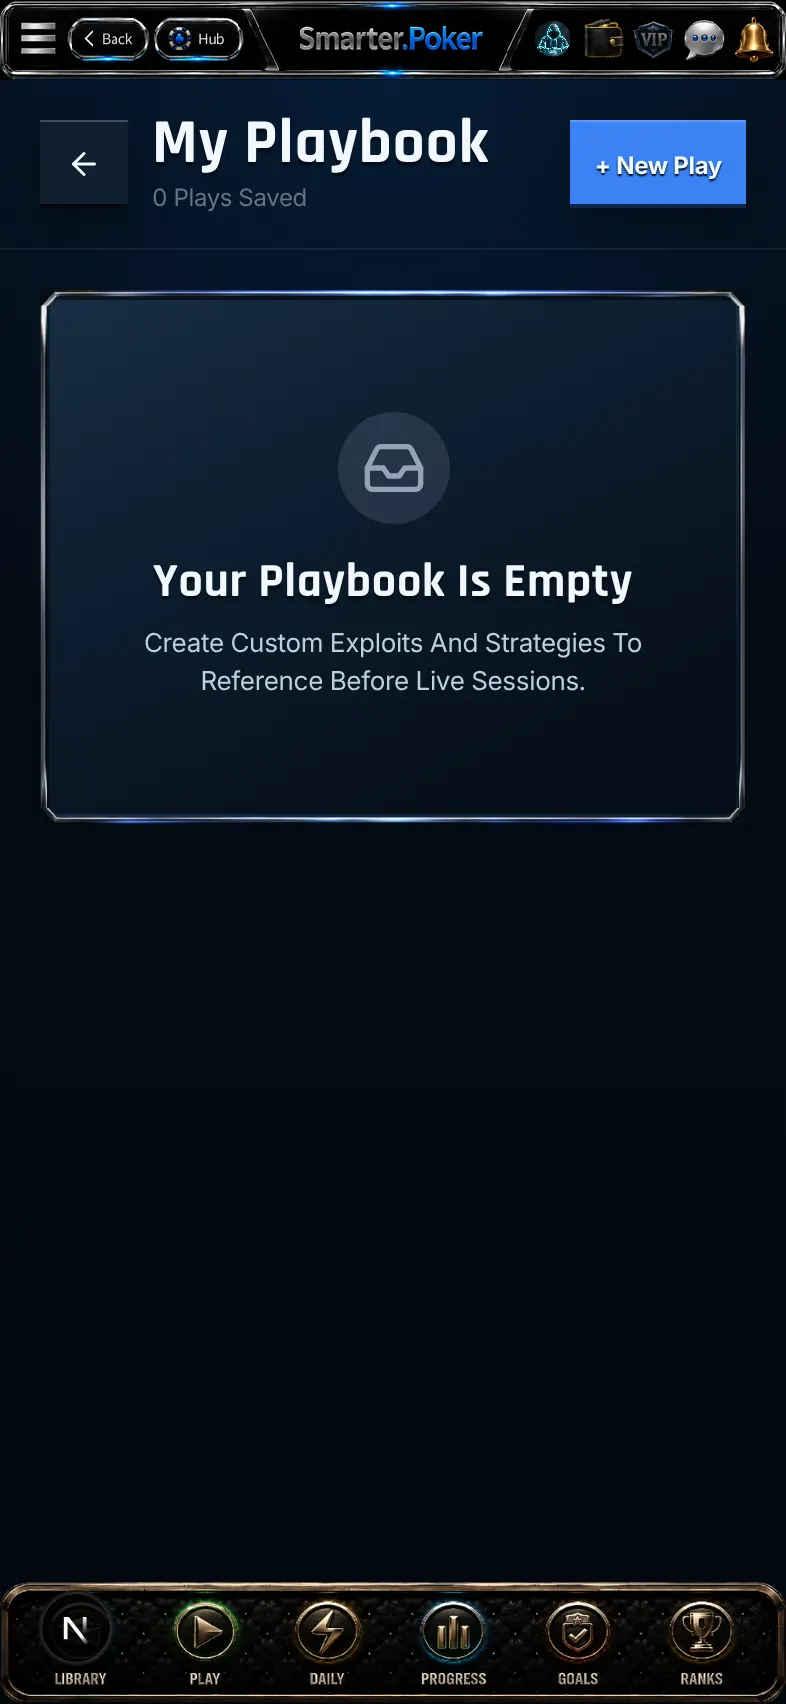 Back
Hub
Smarter.Poker
VIP
My Playbook
0 Plays Saved
+ New Play
Your Playbook Is Empty
Create Custom Exploits And Strategies To
Reference Before Live Sessions.
N
LIBRARY
PLAY
DAILY
PROGRESS
GOALS
RANKS